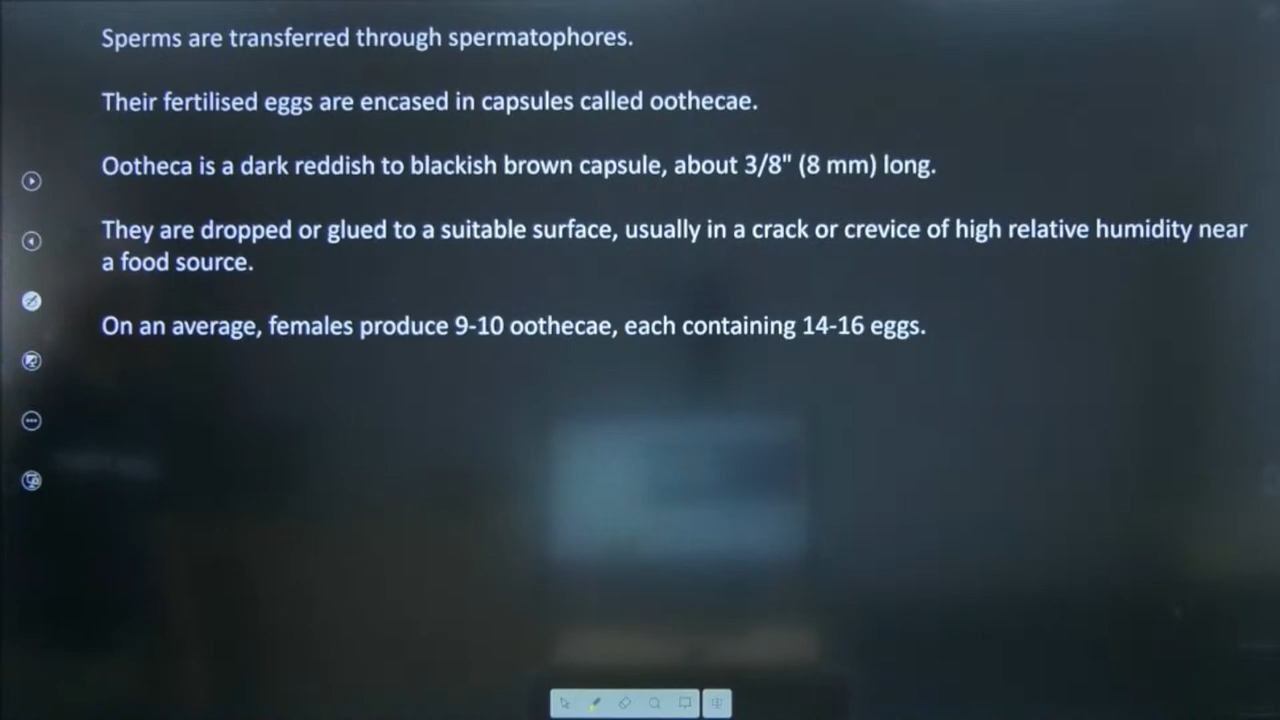 Sperms are transferred through spermatophores.
Their fertilised eggs are encased in capsules called oothecae.
Ootheca is a dark reddish to blackish brown capsule, about 3/8" (8 mm) long.
They are dropped or glued to a suitable surface, usually in a crack or crevice of high relative humidity near
a food source.
On an average, females produce 9-10 oothecae, each containing 14-16 eggs.